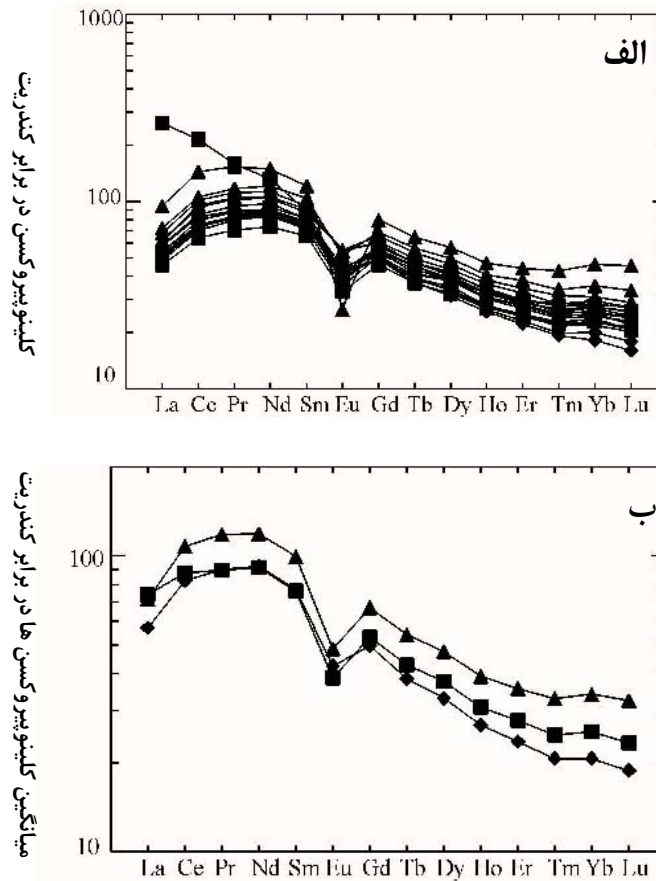 1000
الف
کلینوپیروکسن در برابر کندریت
100
10
La Ce Pr Nd Sm Eu Gd Tb Dy Ho Er Tm Yb Lu
ب
میانگین کلینوپیروکسن ها در برابر کندریت
100
10
La Ce Pr Nd Sm Eu Gd Tb Dy Ho Er Tm Yb Lu